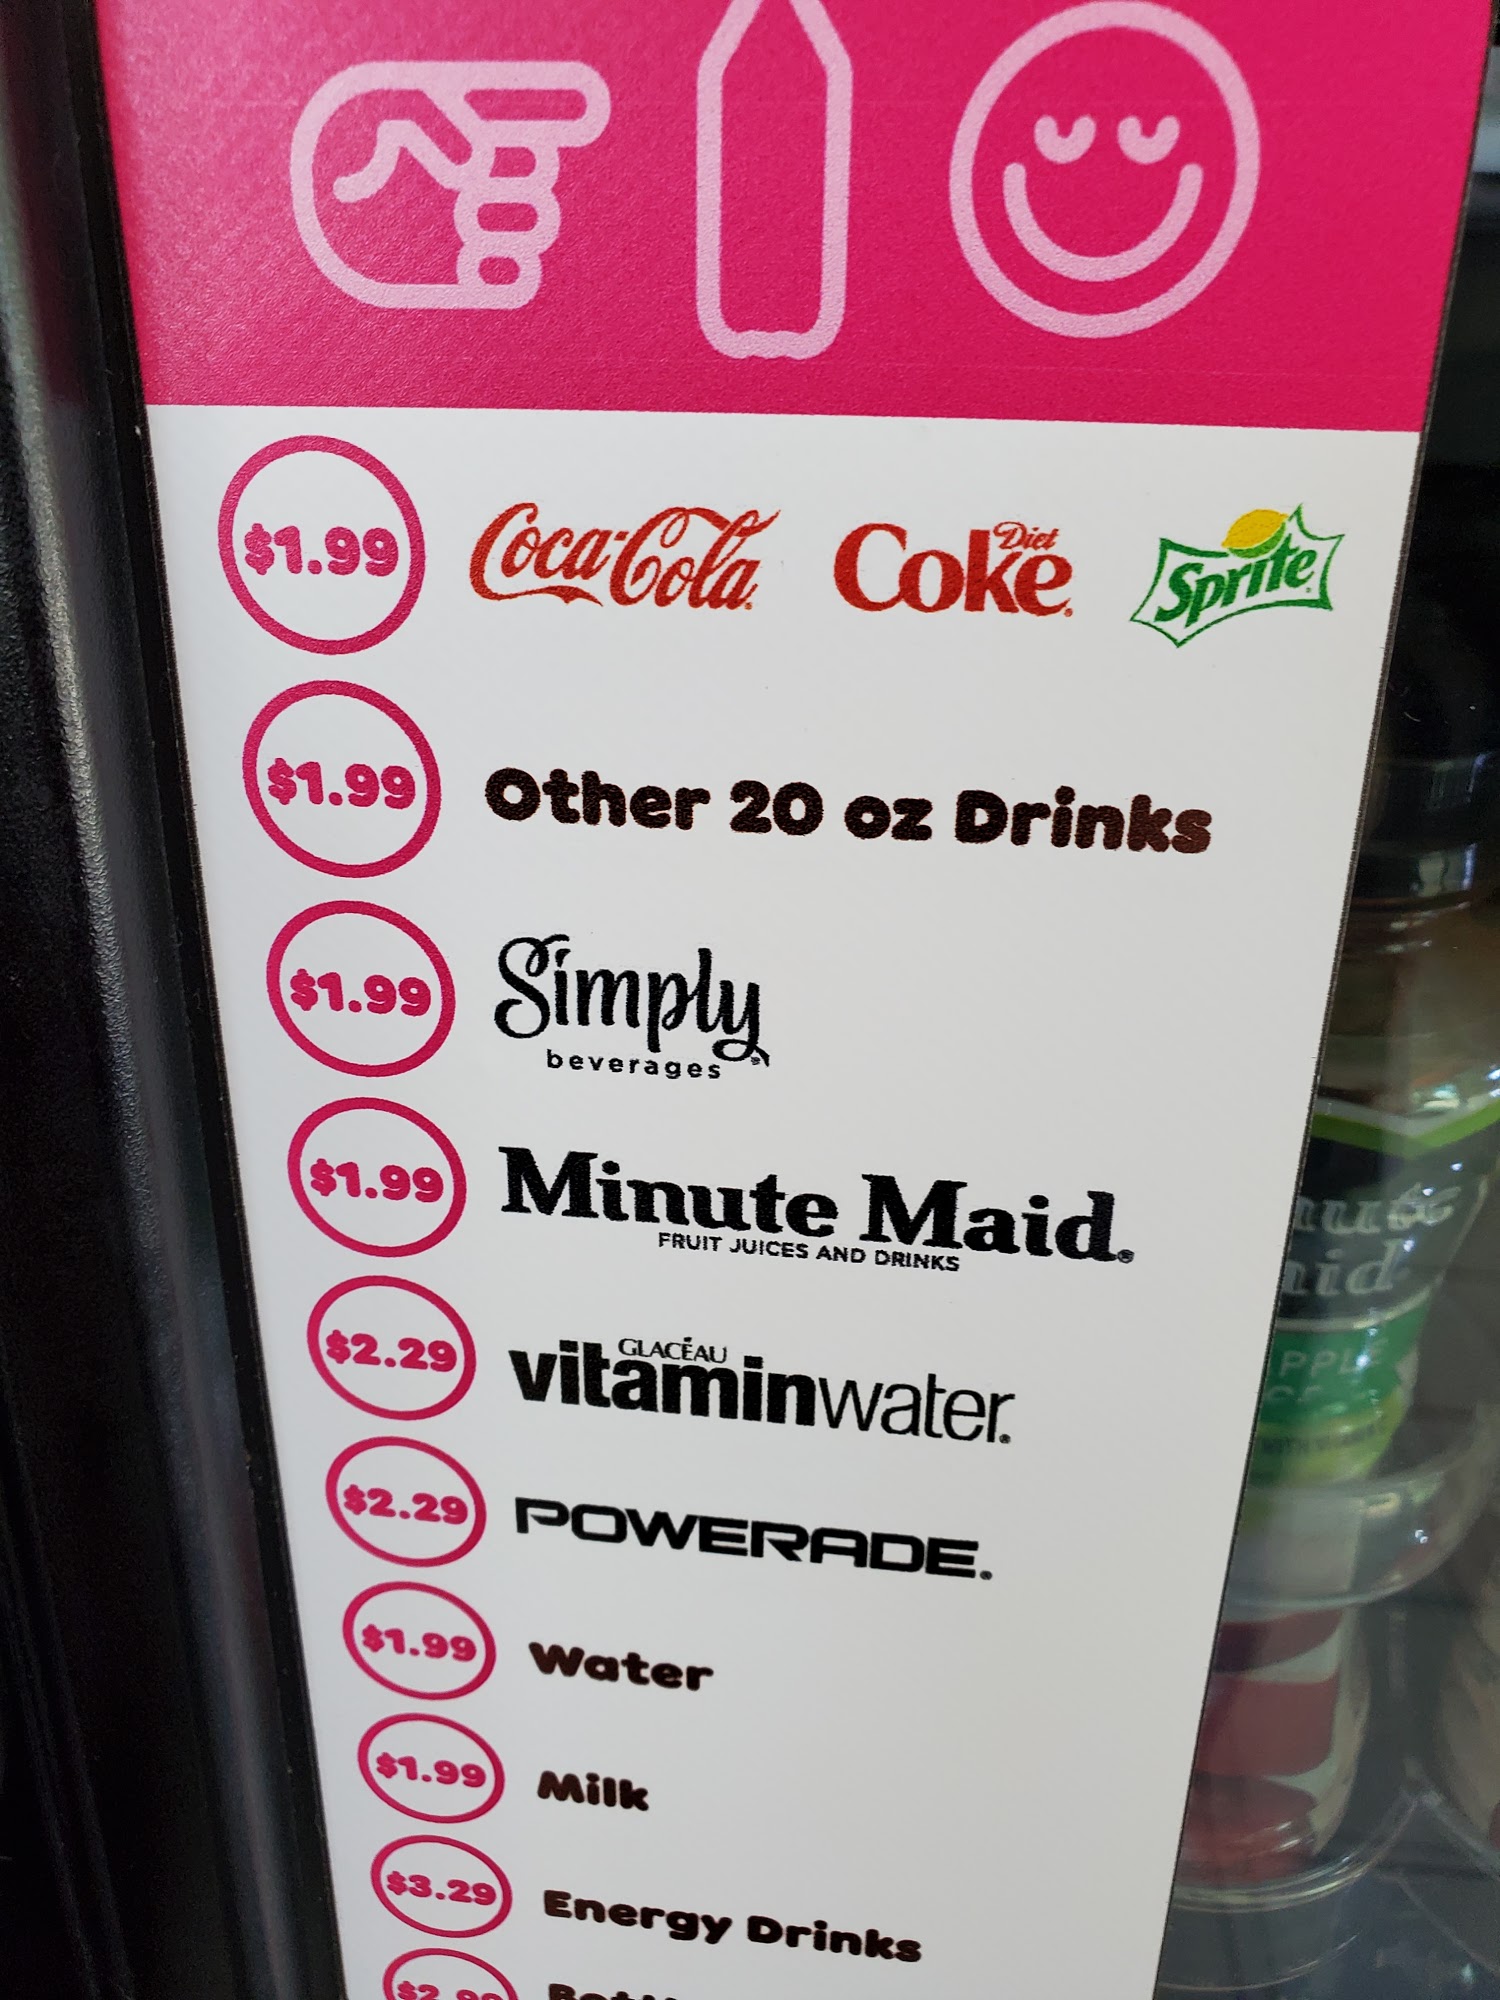 $1.99 Coca-Cola Diet Coke Sprite
$1.99 Other 20 oz Drinks
$1.99 Simply
beverages
$1.99 Minute Maid
FRUIT JUICES AND DRINKS
GLACÉAU
$2.29 vitaminwater
$2.29 POWERADE
$1.99 Water
$1.99 Milk
$3.29 Energy Drinks
$2.99